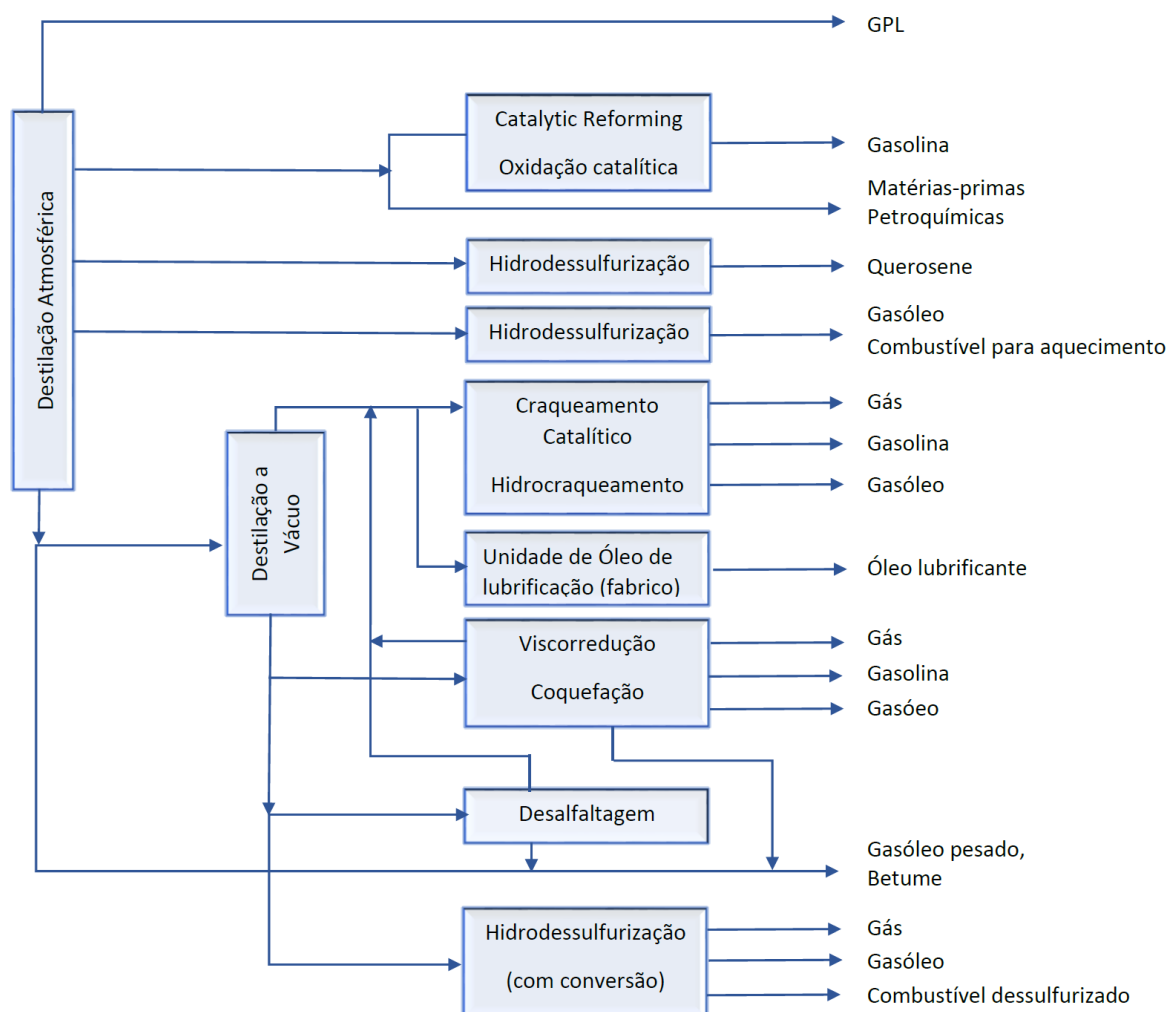 GPL
Destilação Atmosférica
Catalytic Reforming
Oxidação catalítica
Gasolina
Matérias-primas
Petroquímicas
Hidrodessulfurização
Querosene
Hidrodessulfurização
Gasóleo
Combustível para aquecimento
Destilação a
Vácuo
Craqueamento
Catalítico
Hidrocraqueamento
Gás
Gasolina
Gasóleo
Unidade de Óleo de
lubrificação (fabrico)
Óleo lubrificante
Viscorredução
Coquefação
Gás
Gasolina
Gasóeo
Desalfaltagem
Gasóleo pesado,
Betume
Hidrodessulfurização
(com conversão)
Gás
Gasóleo
Combustível dessulfurizado